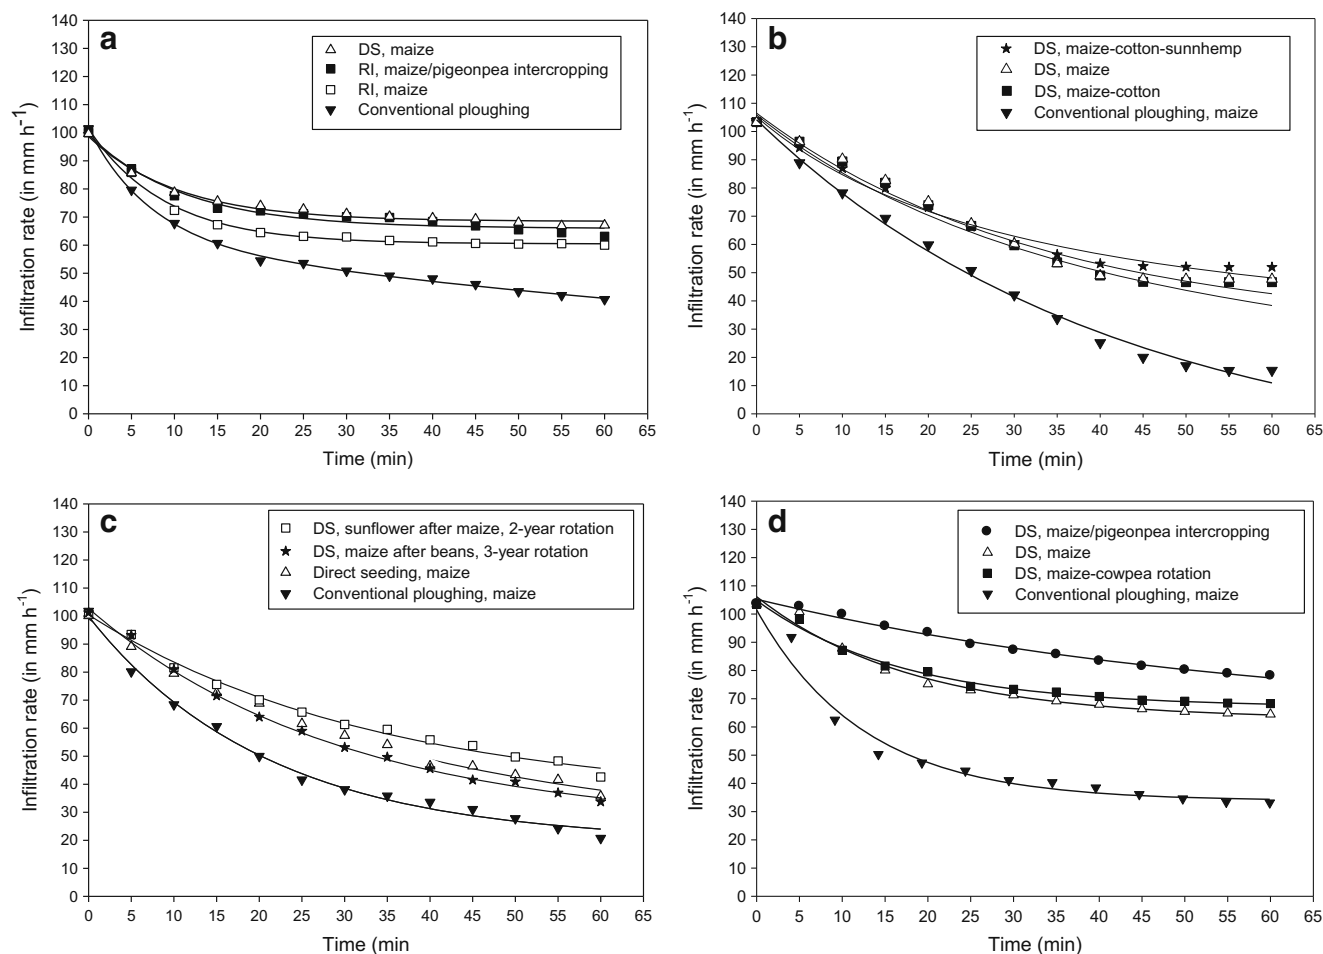 a
DS, maize
RI, maize/pigeonpea intercropping
RI, maize
Conventional ploughing
Infiltration rate (in mm h-1)
140
130
120
110
100
90
80
70
60
50
40
30
20
10
0
0 5 10 15 20 25 30 35 40 45 50 55 60 65
Time (min)
b
DS, maize-cotton-sunnhemp
DS, maize
DS, maize-cotton
Conventional ploughing, maize
Infiltration rate (in mm h-1)
140
130
120
110
100
90
80
70
60
50
40
30
20
10
0
0 5 10 15 20 25 30 35 40 45 50 55 60 65
Time (min)
c
DS, sunflower after maize, 2-year rotation
DS, maize after beans, 3-year rotation
Direct seeding, maize
Conventional ploughing, maize
Infiltration rate (in mm h-1)
140
130
120
110
100
90
80
70
60
50
40
30
20
10
0
0 5 10 15 20 25 30 35 40 45 50 55 60 65
Time (min
d
DS, maize/pigeonpea intercropping
DS, maize
DS, maize-cowpea rotation
Conventional ploughing, maize
Infiltration rate (in mm h-1)
140
130
120
110
100
90
80
70
60
50
40
30
20
10
0
0 5 10 15 20 25 30 35 40 45 50 55 60 65
Time (min)